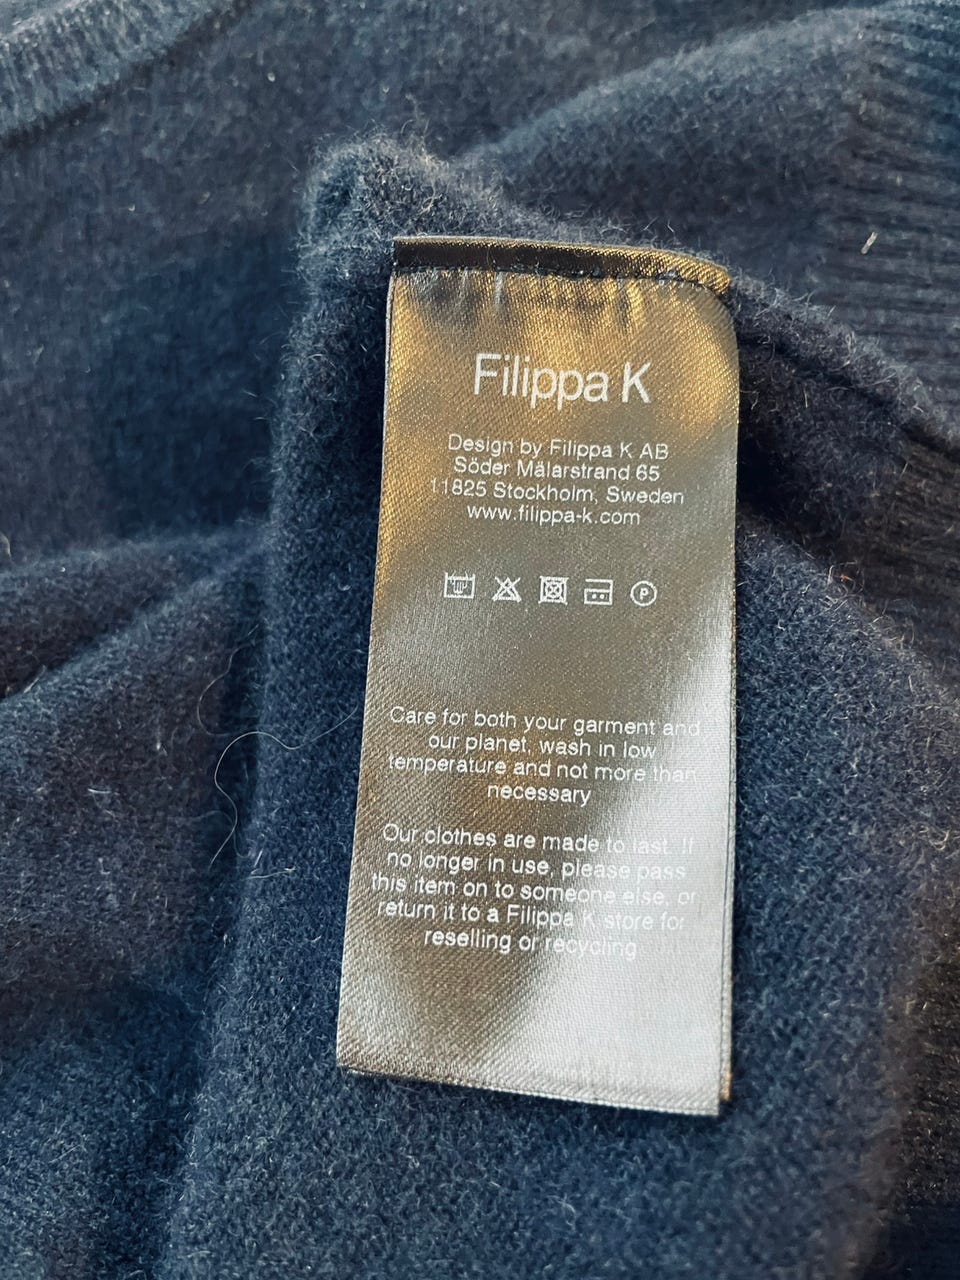 Filippa K
Design by Filippa K AB
Söder Mälarstrand 65
11825 Stockholm, Sweden
www.filippa-k.com
P
Care for both your garment and
our planet, wash in low
temperature and not more than
necessary
Our clothes are made to last. If
no longer in use, please pass
this item on to someone else, or
return it to a Filippa K store for
reselling or recycling